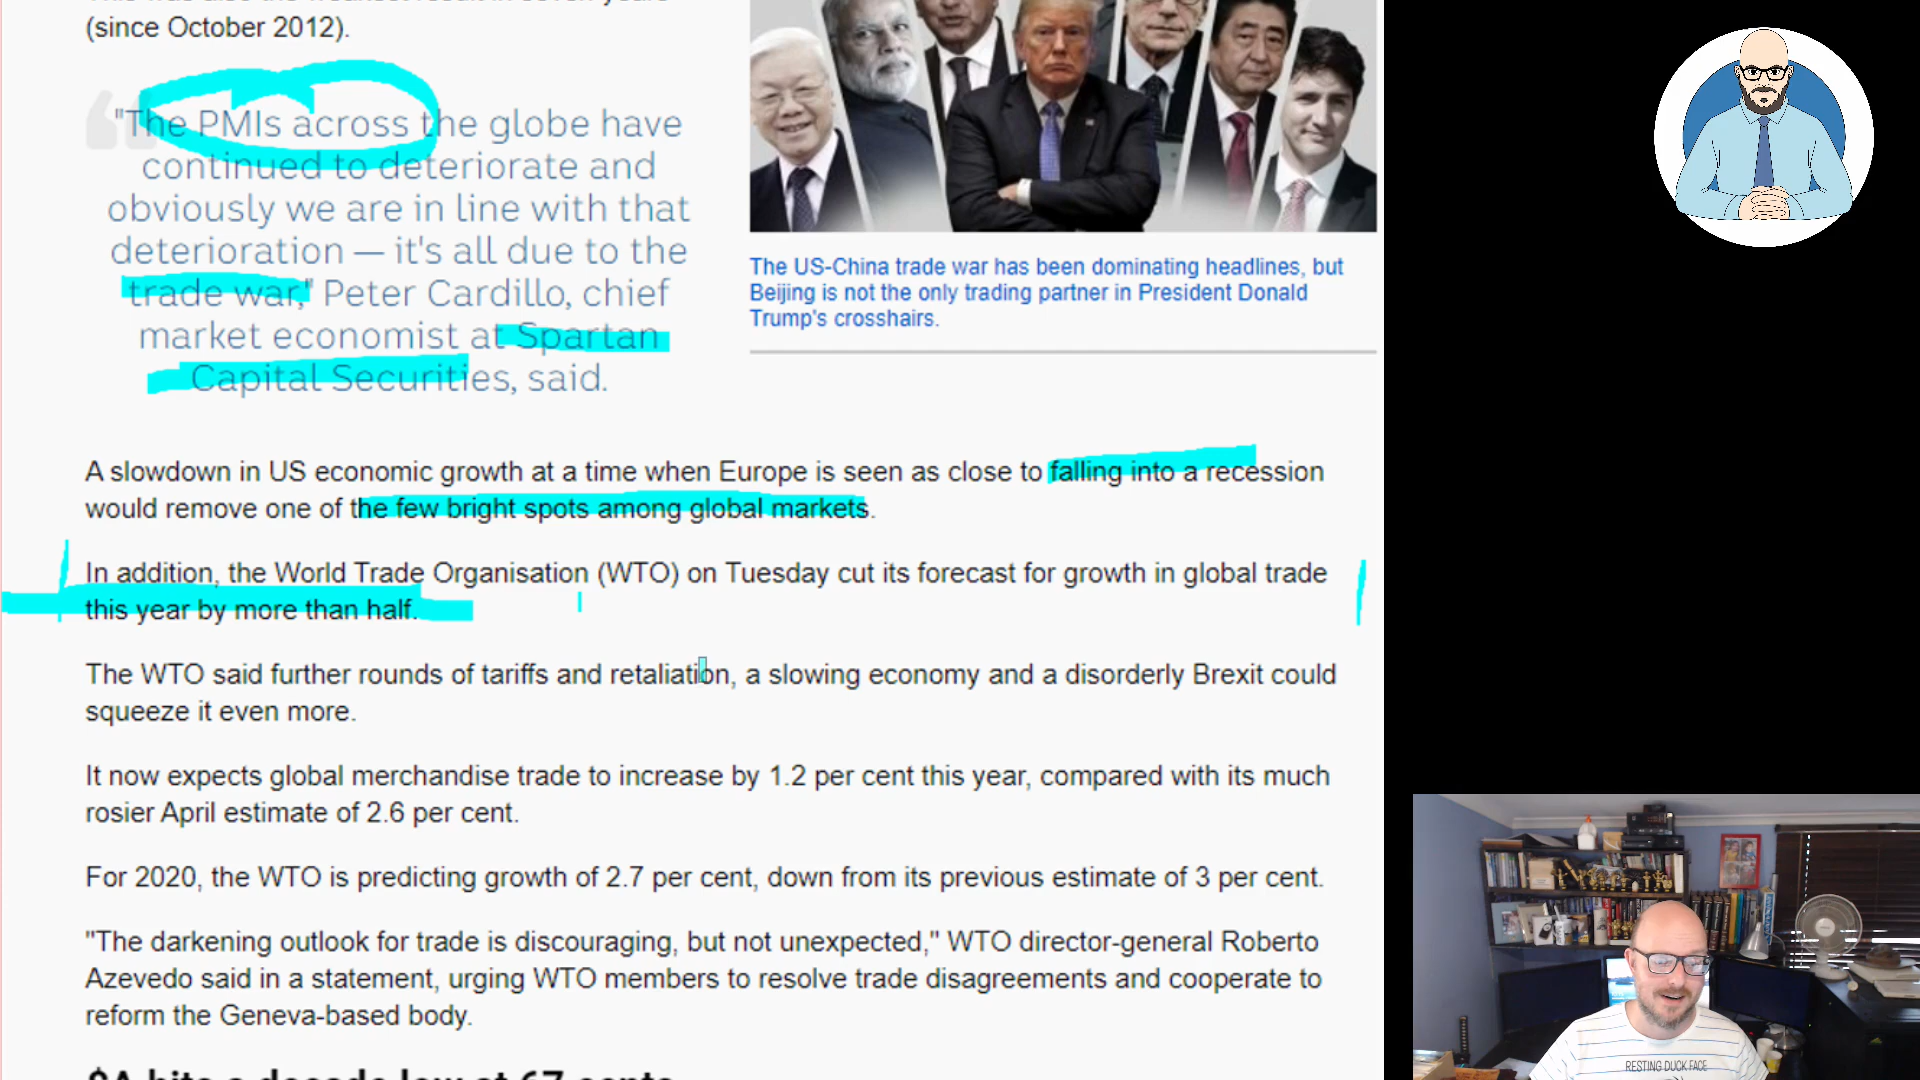 (since October 2012).
"The PMIs across the globe have
continued to deteriorate and
obviously we are in line with that
deterioration — it's all due to the
trade war," Peter Cardillo, chief
market economist at Spartan
Capital Securities, said.
The US-China trade war has been dominating headlines, but
Beijing is not the only trading partner in President Donald
Trump's crosshairs.
A slowdown in US economic growth at a time when Europe is seen as close to falling into a recession
would remove one of the few bright spots among global markets.
In addition, the World Trade Organisation (WTO) on Tuesday cut its forecast for growth in global trade
this year by more than half.
The WTO said further rounds of tariffs and retaliation, a slowing economy and a disorderly Brexit could
squeeze it even more.
It now expects global merchandise trade to increase by 1.2 per cent this year, compared with its much
rosier April estimate of 2.6 per cent.
For 2020, the WTO is predicting growth of 2.7 per cent, down from its previous estimate of 3 per cent.
"The darkening outlook for trade is discouraging, but not unexpected," WTO director-general Roberto
Azevedo said in a statement, urging WTO members to resolve trade disagreements and cooperate to
reform the Geneva-based body.
$A hits a decade low at 67 cents
RESTING DUCK FACE